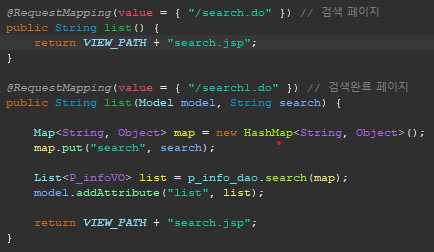 @RequestMapping(value = { "/search.do" }) // 검색 페이지
public String list() {
return VIEW_PATH + "search.jsp";
}
@RequestMapping(value = { "/search1.do" }) // 검색완료 페이지
public String list(Model model, String search) {
Map<String, Object> map = new HashMap<String, Object>();
map.put("search", search);
List<P_infoVO> list = p_info_dao.search(map);
model.addAttribute("list", list);
return VIEW_PATH + "search.jsp";
}